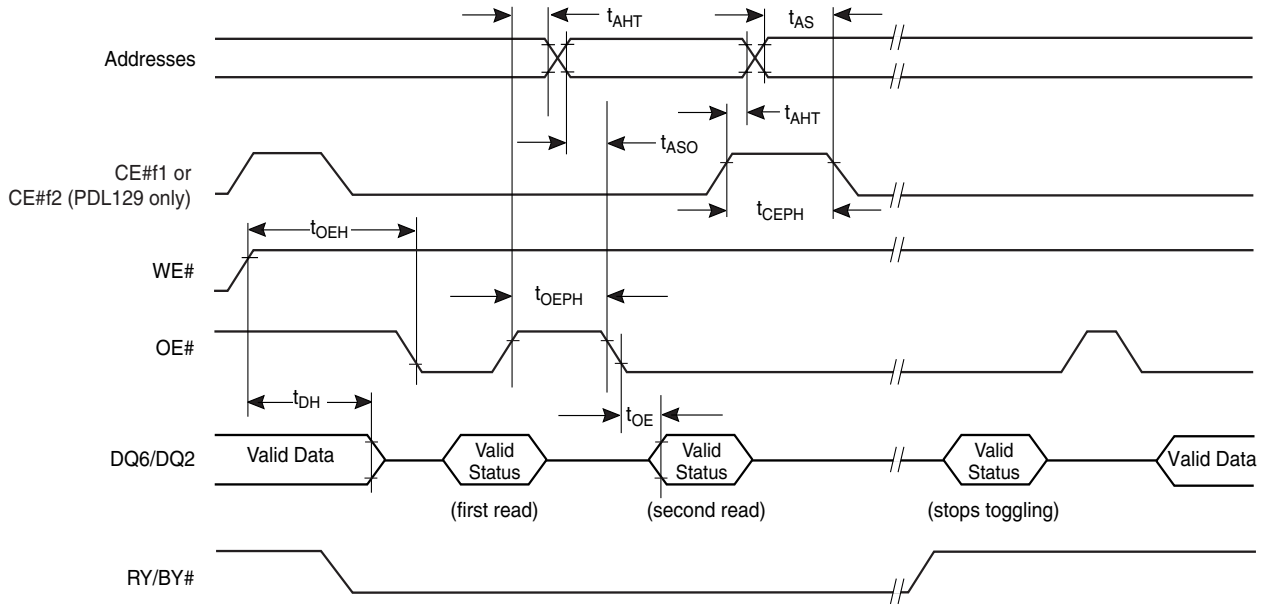 tAHT
tAS
Addresses
tAHT
tASO
CE#f1 or
CE#f2 (PDL129 only)
tCEPH
tOEH
WE#
tOEPH
OE#
tDH
tOE
DQ6/DQ2
Valid Data
Valid
Status
Valid
Status
Valid
Status
Valid Data
(first read)
(second read)
(stops toggling)
RY/BY#